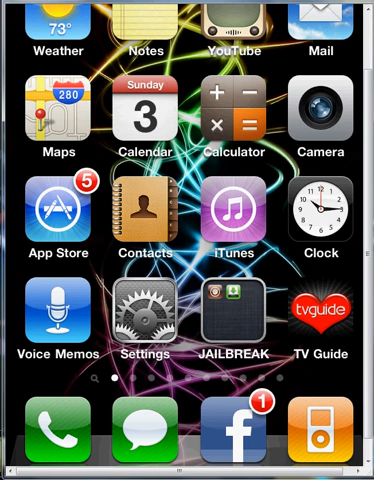 73°
Weather
Notes
YouTube
Mail
280
Sunday
3
Maps
Calendar
Calculator
Camera
5
App Store
Contacts
iTunes
Clock
tvguide
Voice Memos
Settings
JAILBREAK
TV Guide
1
f